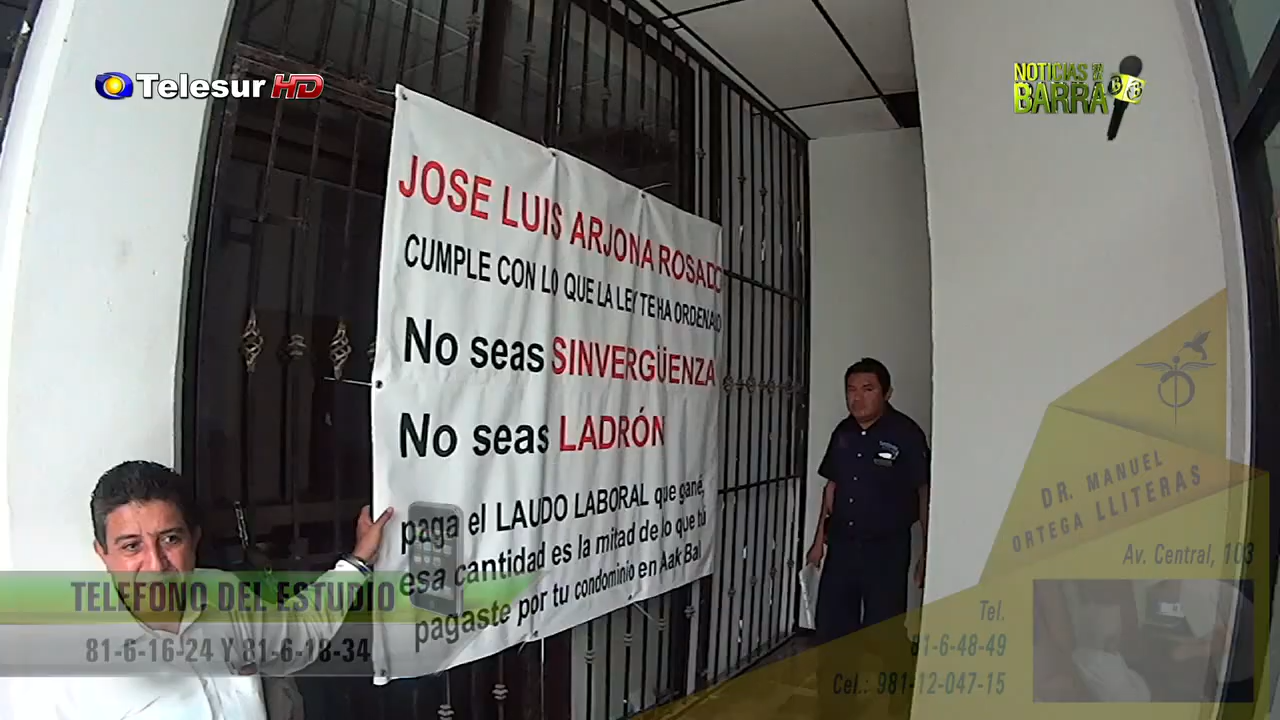 Telesur HD
NOTICIAS EN LA
BARRA
JOSE LUIS ARJONA ROSADO
CUMPLE CON LO QUE LA LEY TE HA ORDENADO
No seas SINVERGÜENZA
No seas LADRÓN
paga el LAUDO LABORAL que gané,
esa cantidad es la mitad de lo que tú
pagaste por tu condominio en Aak Bal
TELEFONO DEL ESTUDIO
81-6-16-24 Y 81-6-18-34
DR. MANUEL
ORTEGA LLITERAS
Av. Central, 103
Tel.
81-6-48-49
Cel.: 981-12-047-15